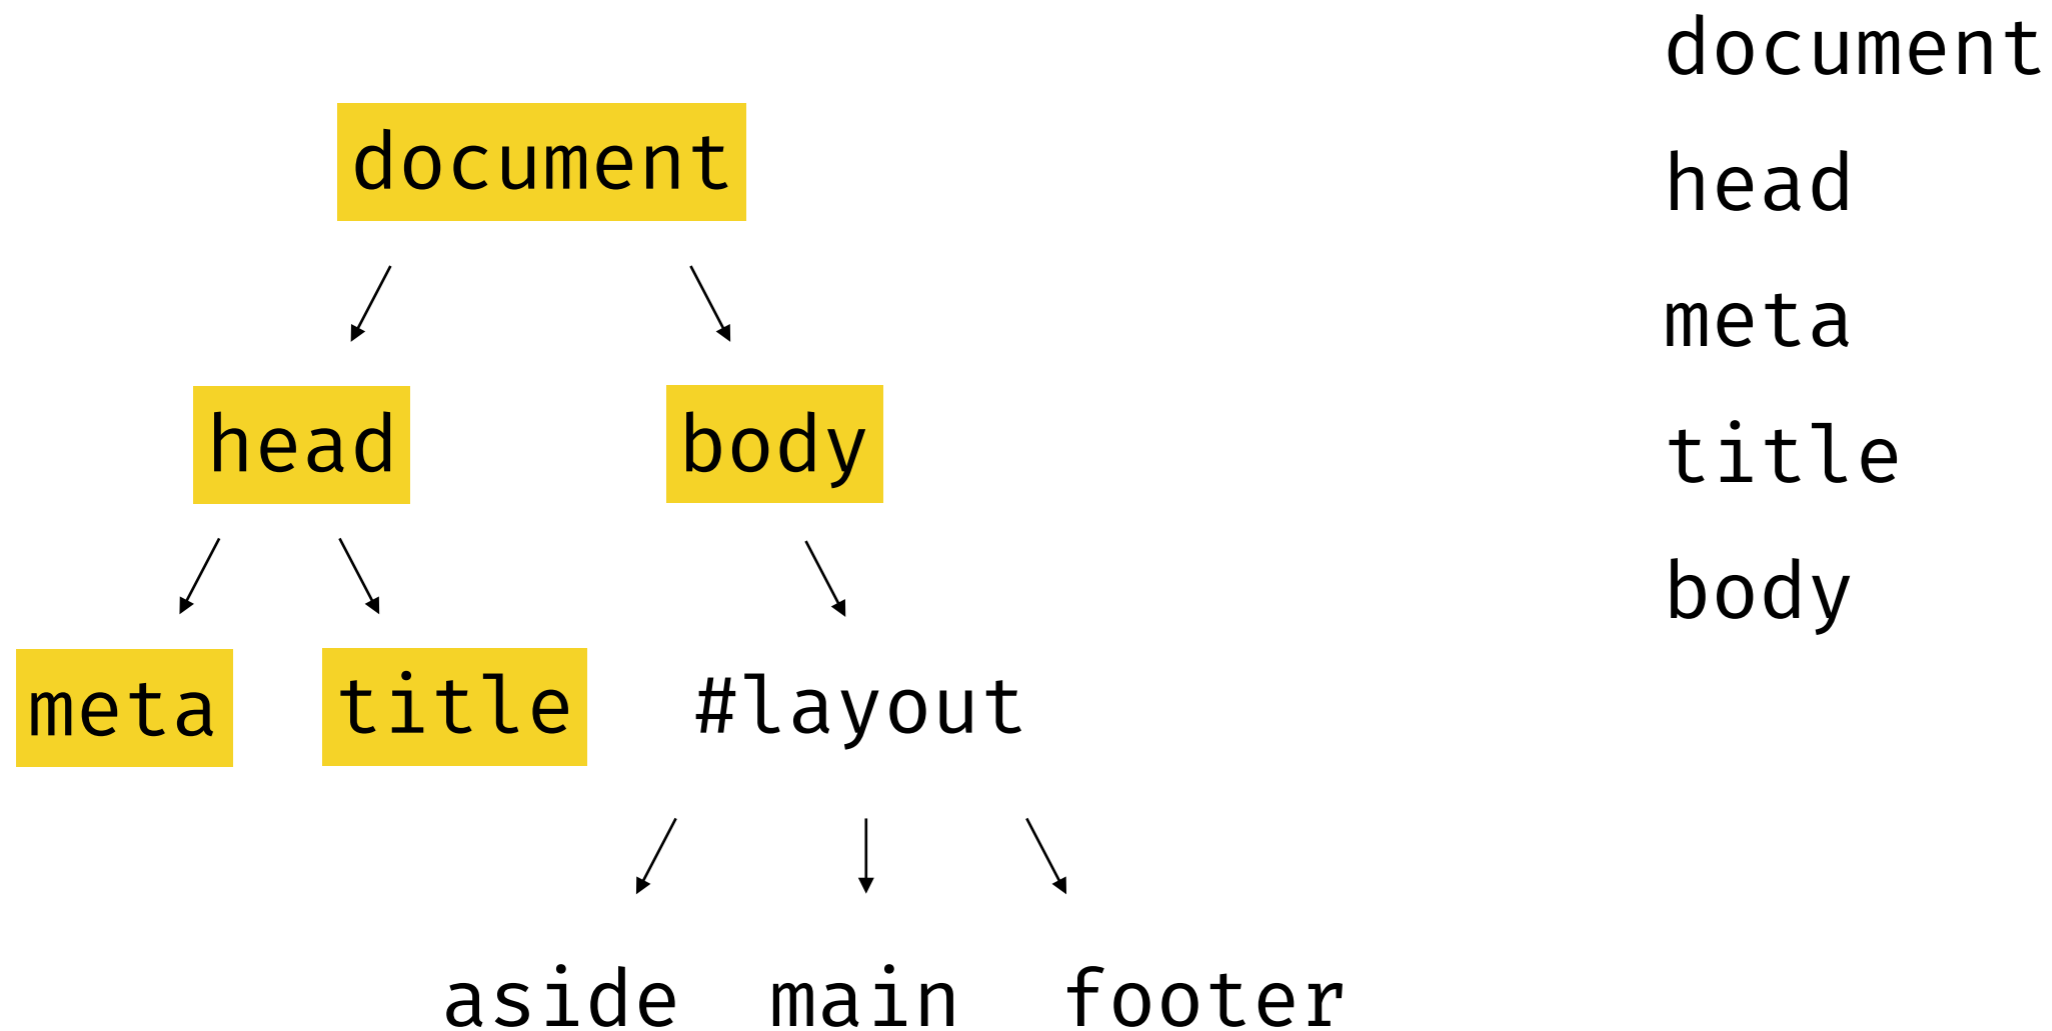 document
head body
meta title #layout
aside main footer
document
head
meta
title
body